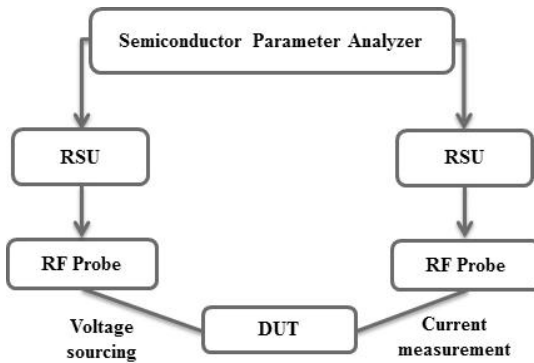 Semiconductor Parameter Analyzer
RSU
RSU
RF Probe
RF Probe
Voltage
sourcing
DUT
Current
measurement